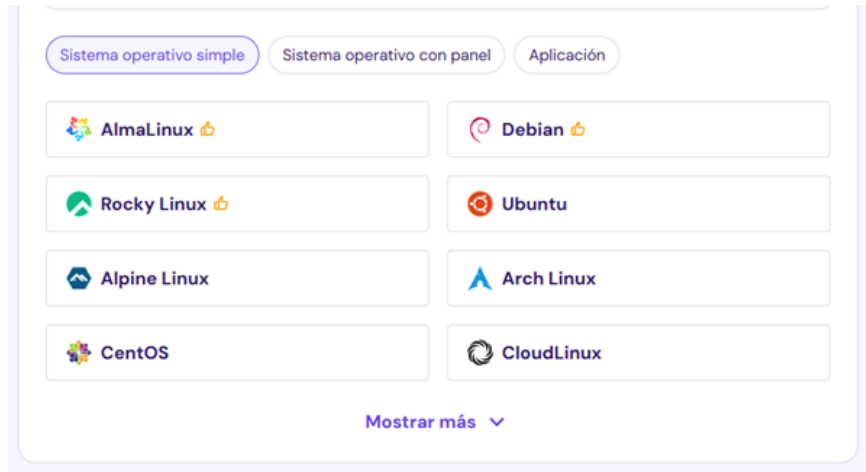 Sistema operativo simple
Sistema operativo con panel
Aplicación
AlmaLinux
Debian
Rocky Linux
Ubuntu
Alpine Linux
Arch Linux
CentOS
CloudLinux
Mostrar más